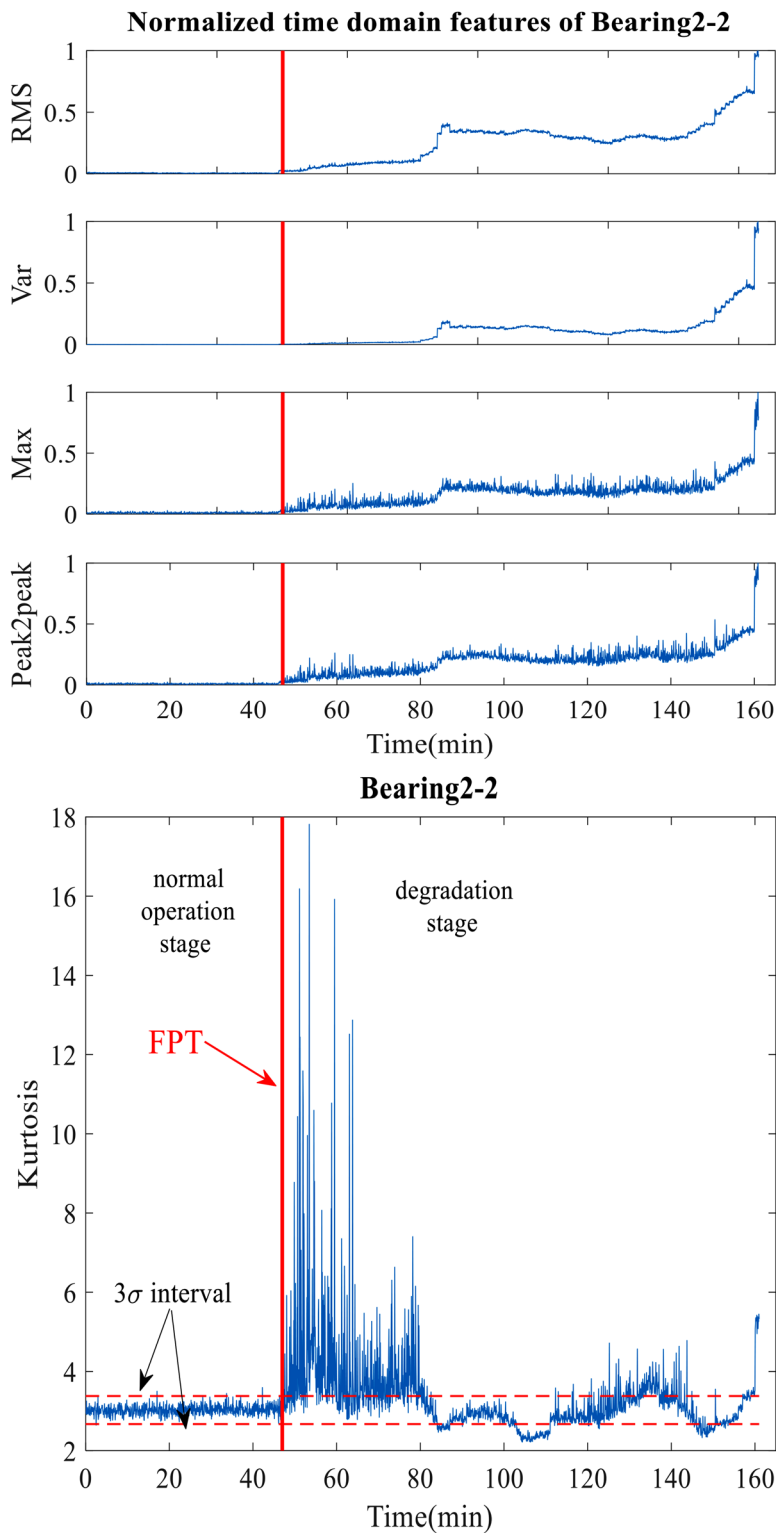 Normalized time domain features of Bearing2-2
1
0.5
0
RMS
1
0.5
0
Var
1
0.5
0
Max
1
0.5
0
Peak2peak
0 20 40 60 80 100 120 140 160
Time(min)
Bearing2-2
18
16
14
12
10
8
6
4
2
Kurtosis
normal
operation
stage
degradation
stage
FPT
3σ interval
0 20 40 60 80 100 120 140 160
Time(min)